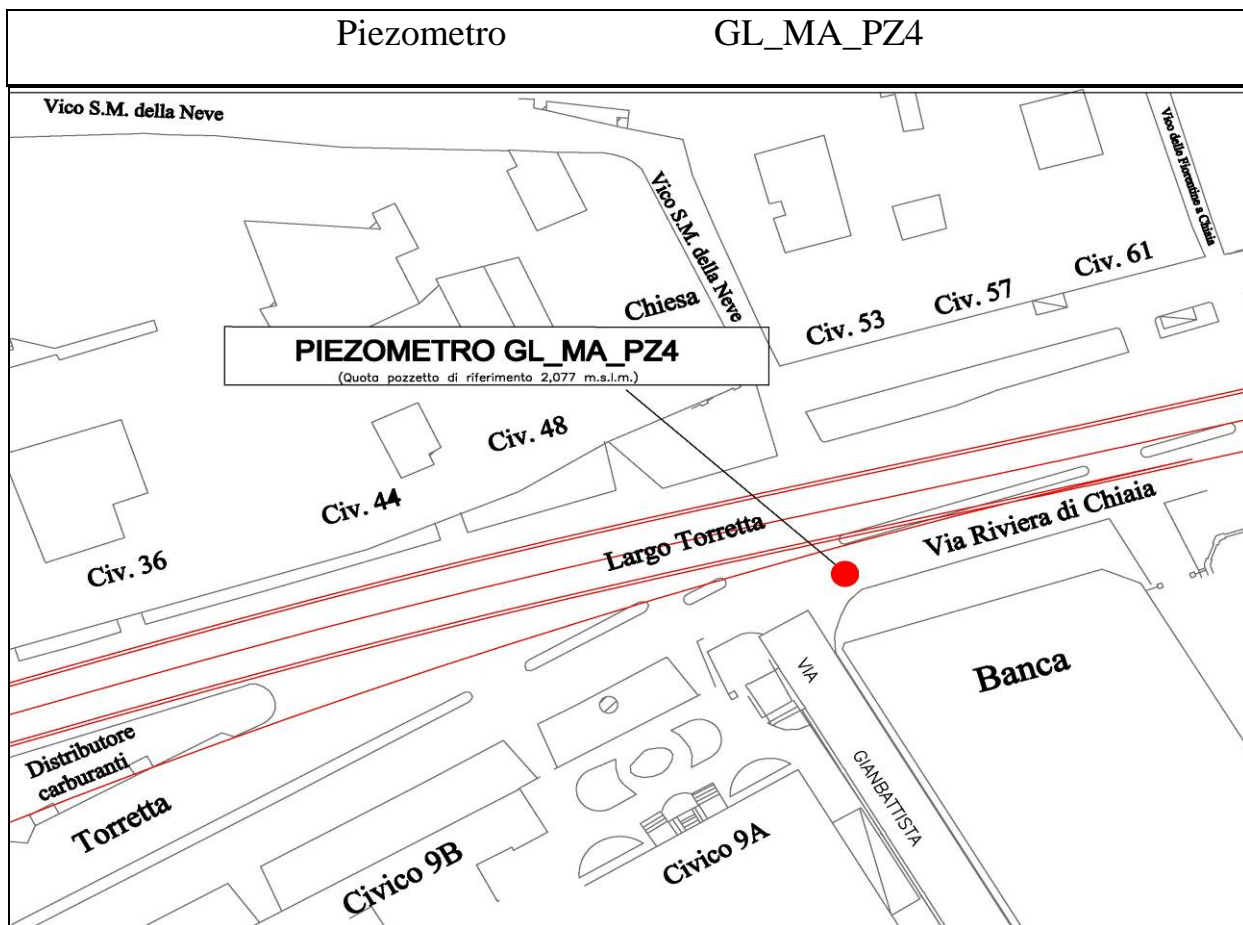 Piezometro GL_MA_PZ4
Vico S.M. della Neve
Vico delle Fiorentine a Chiaia
Vico S.M. della Neve
Civ. 61
Civ. 57
Chiesa
Civ. 53
PIEZOMETRO GL_MA_PZ4
(Quota pozzetto di riferimento 2,077 m.s.l.m.)
Civ. 48
Civ. 44
Via Riviera di Chiaia
Largo Torretta
Civ. 36
Banca
VIA
GIANBATTISTA
Distributore
carburanti
Torretta
Civico 9A
Civico 9B